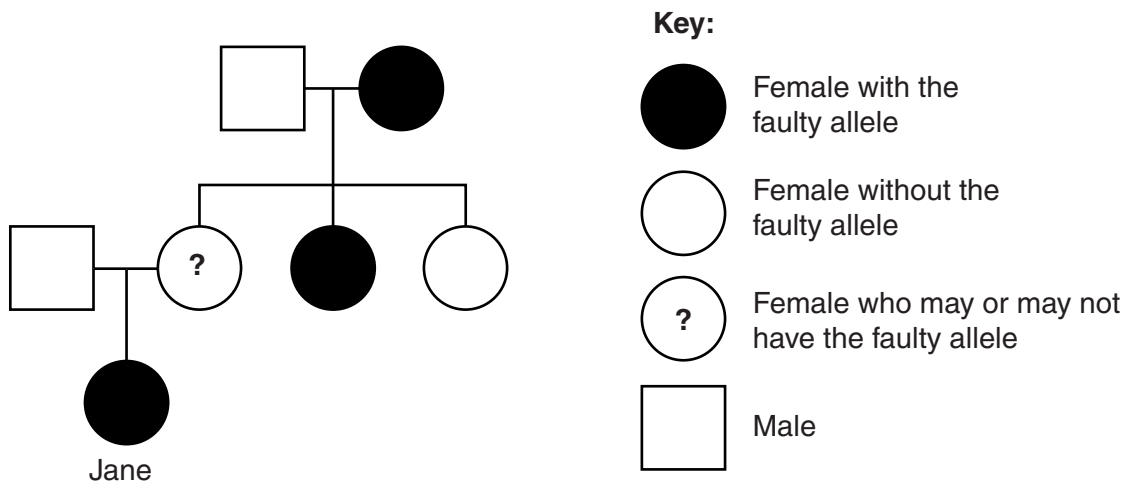 Key:
Female with the
faulty allele
Female without the
faulty allele
?
?
Female who may or may not
have the faulty allele
Male
Jane